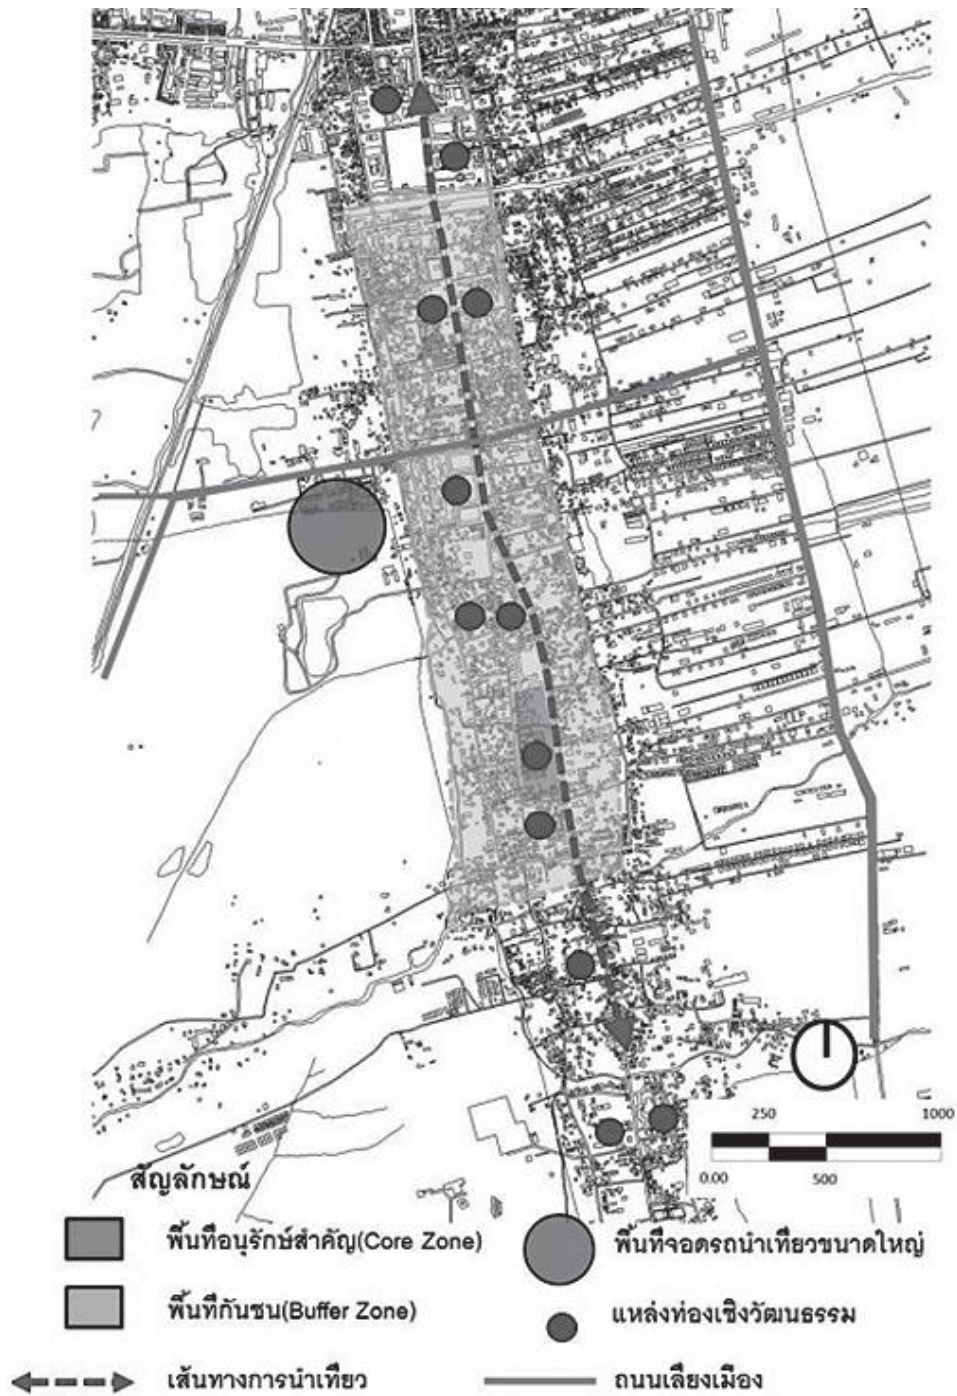 250 1000
0.00 500
สัญลักษณ์
พื้นที่อนุรักษ์สำคัญ(Core Zone)
พื้นที่จอดรถนำเที่ยวขนาดใหญ่
พื้นที่กันชน(Buffer Zone)
แหล่งท่องเชิงวัฒนธรรม
เส้นทางการนำเที่ยว
ถนนเลี่ยงเมือง